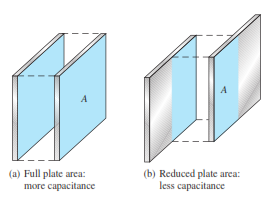 A
A
(a) Full plate area:
more capacitance
(b) Reduced plate area:
less capacitance